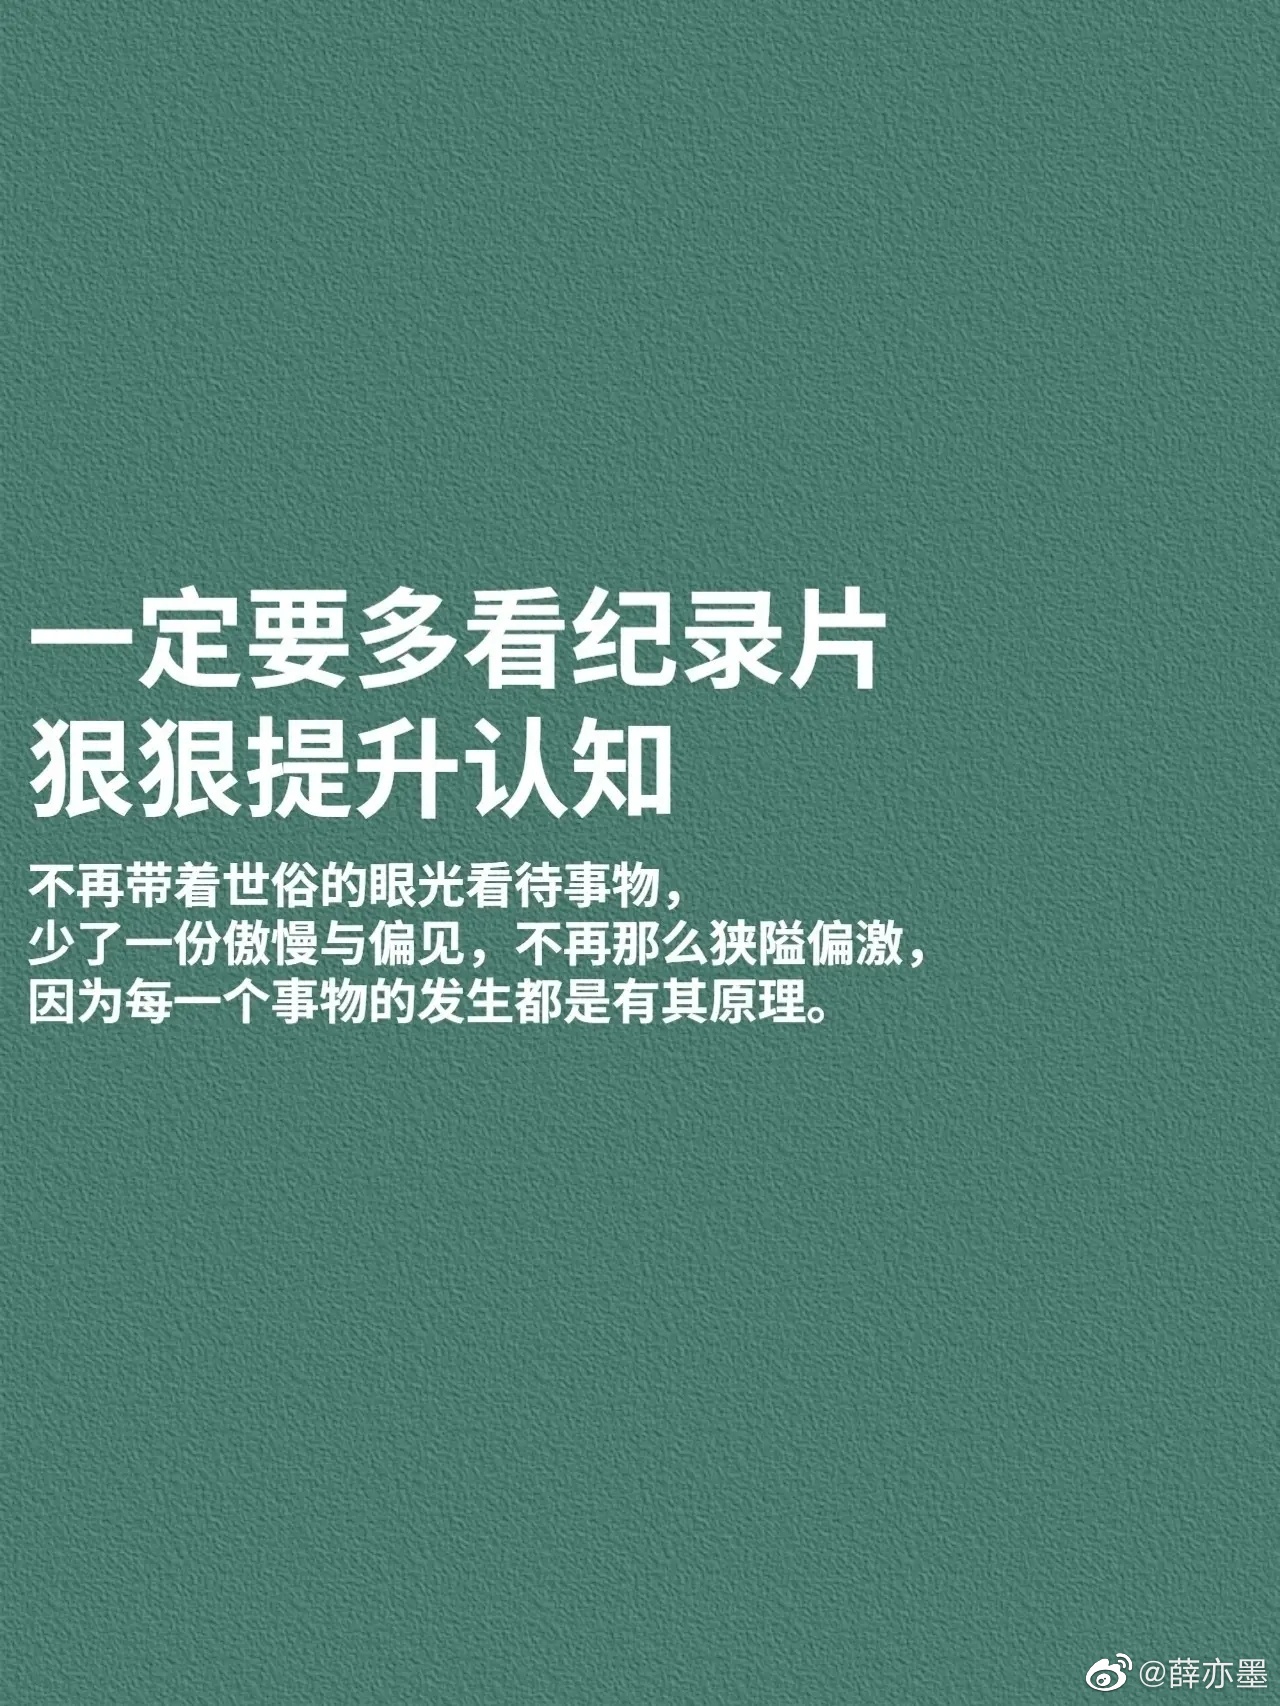 一定要多看纪录片
狠狠提升认知
不再带着世俗的眼光看待事物，
少了一份傲慢与偏见，不再那么狭隘偏激，
因为每一个事物的发生都是有其原理。
@薛亦墨